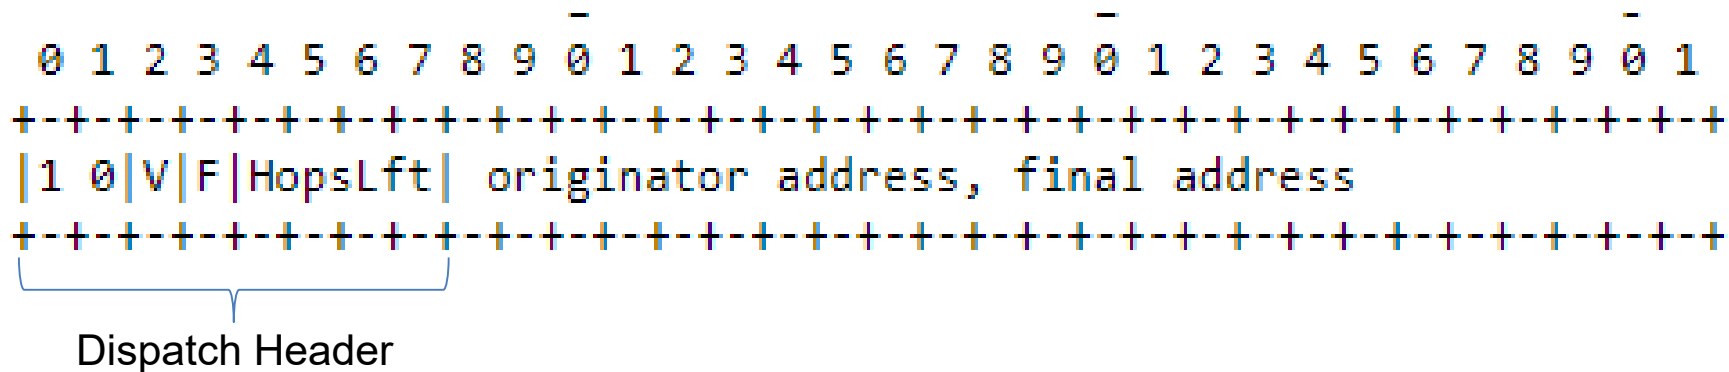 0 1 2 3 4 5 6 7 8 9 0 1 2 3 4 5 6 7 8 9 0 1 2 3 4 5 6 7 8 9 0 1
+-+-+-+-+-+-+-+-+-+-+-+-+-+-+-+-+-+-+-+-+-+-+-+-+-+-+-+-+-+-+-+-+
|1 0|V|F|HopsLft| originator address, final address
+-+-+-+-+-+-+-+-+-+-+-+-+-+-+-+-+-+-+-+-+-+-+-+-+-+-+-+-+-+-+-+-+
Dispatch Header